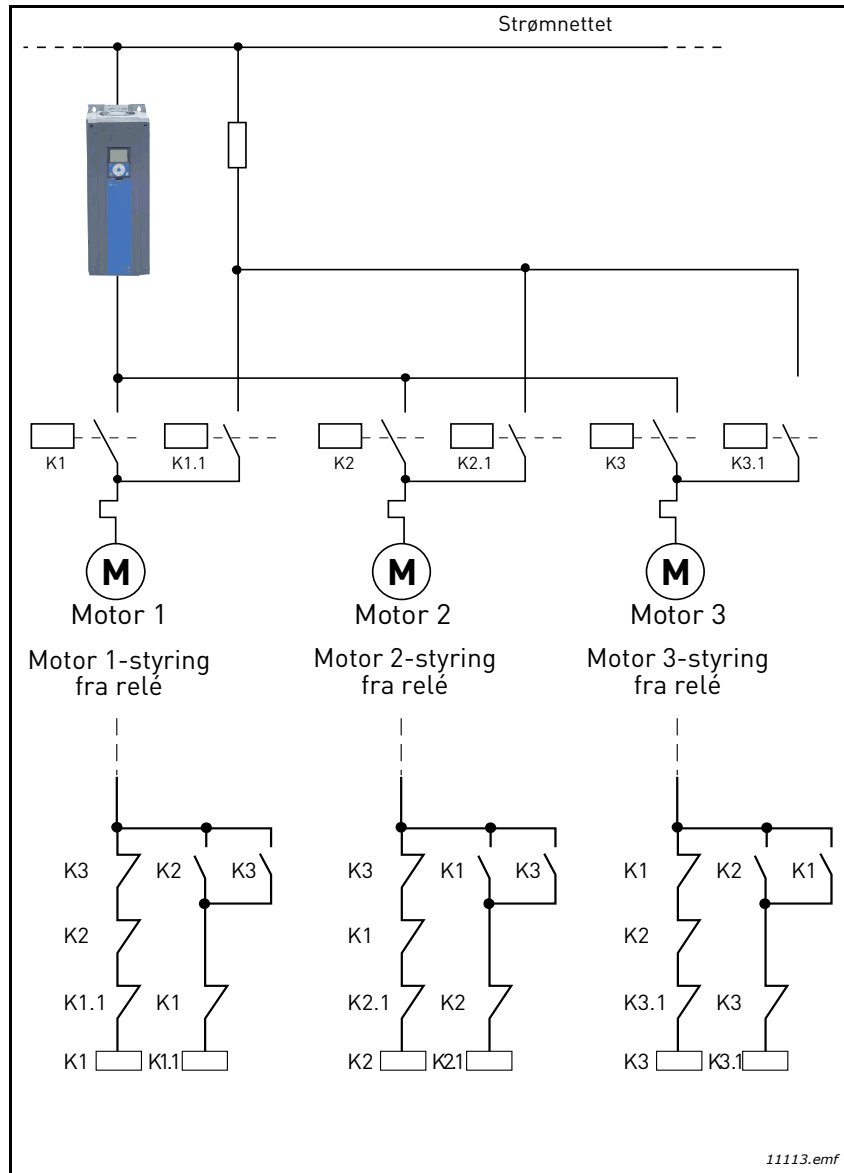 Strømnettet
K1 K1.1 K2 K2.1 K3 K3.1
M M M
Motor 1 Motor 2 Motor 3
Motor 1-styring
fra relé
Motor 2-styring
fra relé
Motor 3-styring
fra relé
K3 K2 K3 K3 K1 K3 K1 K2 K1
K2 K1 K2
K1.1 K1 K2.1 K2 K3.1 K3
K1 K1.1 K2 K2.1 K3 K3.1
11113.emf